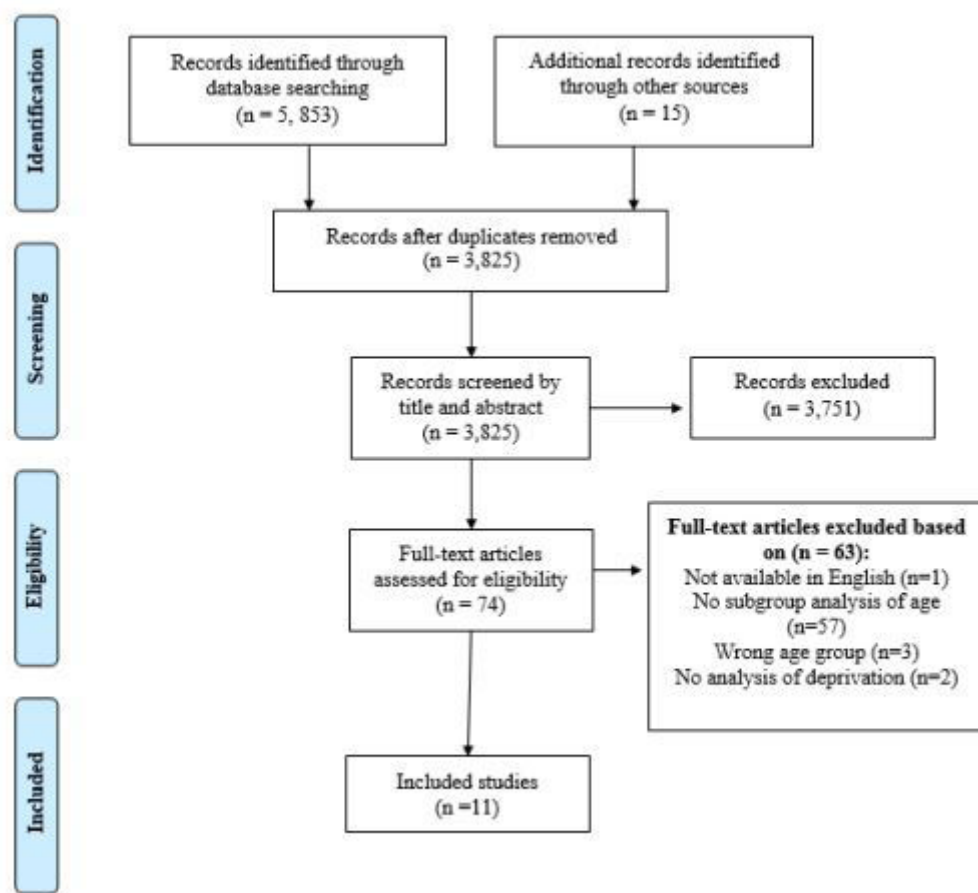 Identification
Records identified through
database searching
(n = 5, 853)
Additional records identified
through other sources
(n = 15)
Records after duplicates removed
(n = 3,825)
Screening
Records screened by
title and abstract
(n = 3,825)
Records excluded
(n = 3,751)
Eligibility
Full-text articles
assessed for eligibility
(n = 74)
Full-text articles excluded based
on (n = 63):
Not available in English (n=1)
No subgroup analysis of age
(n=57)
Wrong age group (n=3)
No analysis of deprivation (n=2)
Included
Included studies
(n =11)